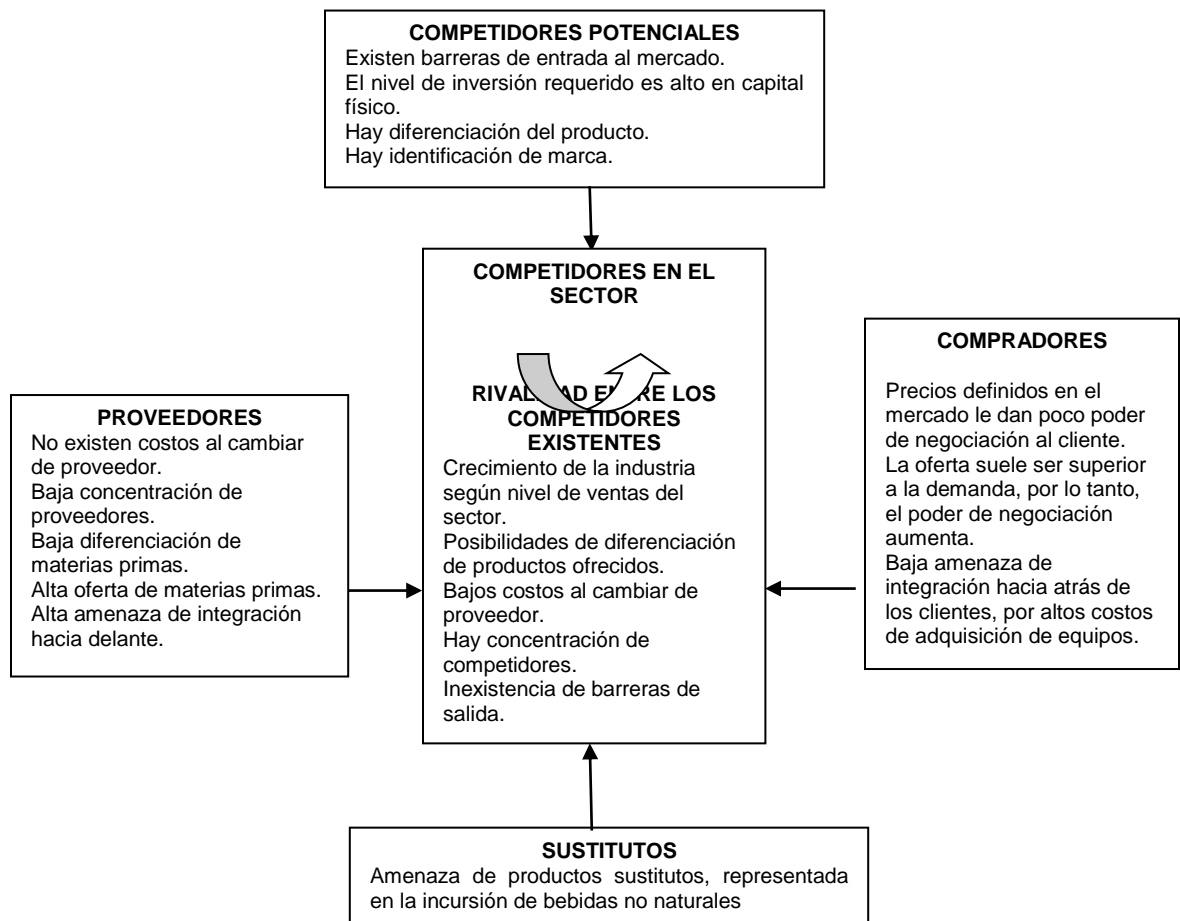 COMPETIDORES POTENCIALES
Existen barreras de entrada al mercado.
El nivel de inversión requerido es alto en capital
físico.
Hay diferenciación del producto.
Hay identificación de marca.
COMPETIDORES EN EL
SECTOR
RIVALIDAD ENTRE LOS
COMPETIDORES
EXISTENTES
Crecimiento de la industria
según nivel de ventas del
sector.
Posibilidades de diferenciación
de productos ofrecidos.
Bajos costos al cambiar de
proveedor.
Hay concentración de
competidores.
Inexistencia de barreras de
salida.
PROVEEDORES
No existen costos al cambiar
de proveedor.
Baja concentración de
proveedores.
Baja diferenciación de
materias primas.
Alta oferta de materias primas.
Alta amenaza de integración
hacia delante.
COMPRADORES
Precios definidos en el
mercado le dan poco poder
de negociación al cliente.
La oferta suele ser superior
a la demanda, por lo tanto,
el poder de negociación
aumenta.
Baja amenaza de
integración hacia atrás de
los clientes, por altos costos
de adquisición de equipos.
SUSTITUTOS
Amenaza de productos sustitutos, representada
en la incursión de bebidas no naturales